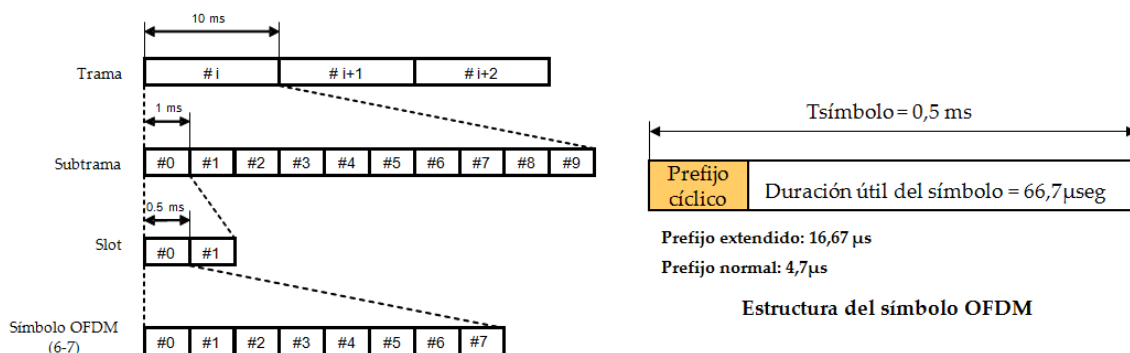 10 ms
Trama
# i
# i+1
# i+2
1 ms
Subtrama
#0
#1
#2
#3
#4
#5
#6
#7
#8
#9
0.5 ms
Slot
#0
#1
Símbolo OFDM
(6-7)
#0
#1
#2
#3
#4
#5
#6
#7
Tsímbolo = 0,5 ms
Prefijo
cíclico
Duración útil del símbolo = 66,7µseg
Prefijo extendido: 16,67 µs
Prefijo normal: 4,7µs
Estructura del símbolo OFDM